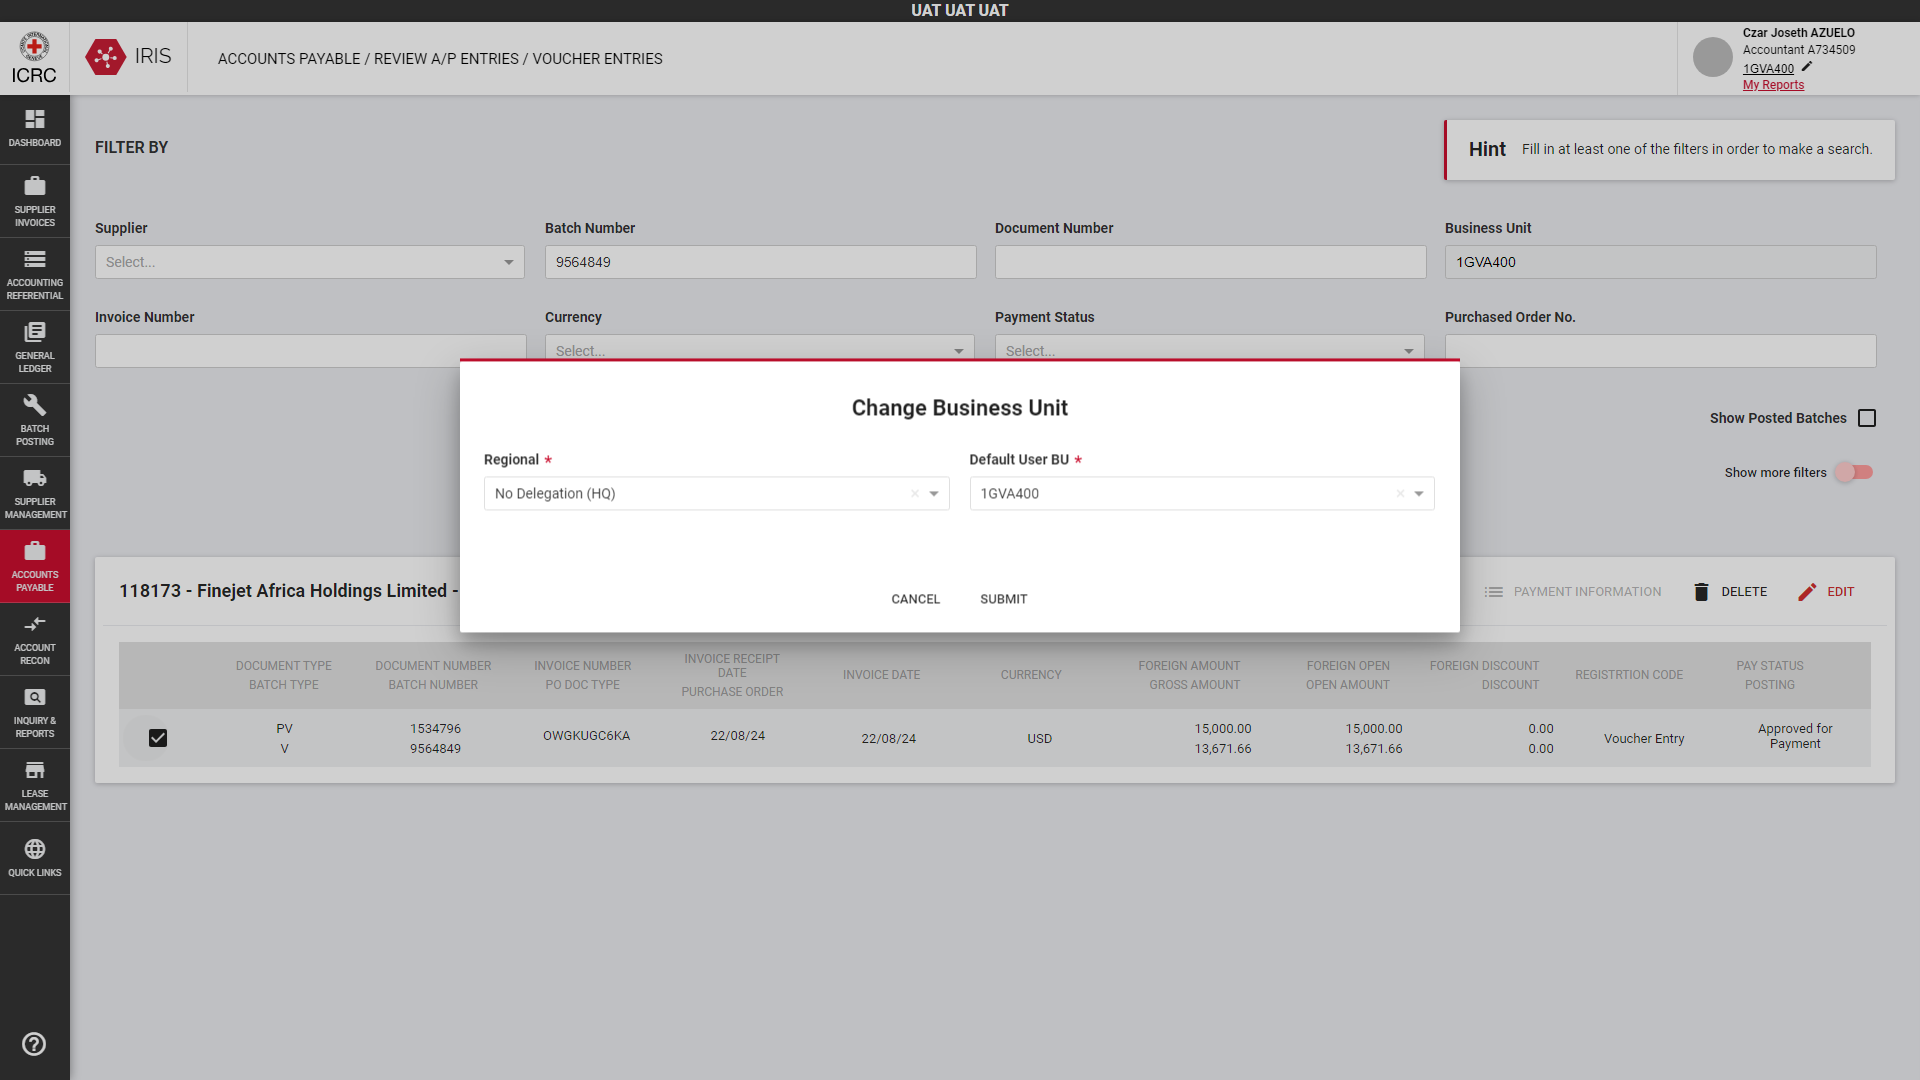 UAT UAT UAT
ICRC
IRIS
ACCOUNTS PAYABLE / REVIEW A/P ENTRIES / VOUCHER ENTRIES
Czar Joseth AZUELO
Accountant A734509
1GVA400
My Reports
DASHBOARD
SUPPLIER
INVOICES
ACCOUNTING
REFERENTIAL
GENERAL
LEDGER
BATCH
POSTING
SUPPLIER
MANAGEMENT
ACCOUNTS
PAYABLE
ACCOUNT
RECON
INQUIRY &
REPORTS
LEASE
MANAGEMENT
QUICK LINKS
FILTER BY
Hint Fill in at least one of the filters in order to make a search.
Supplier Batch Number Document Number Business Unit
Select... 9564849 1GVA400
Invoice Number Currency Payment Status Purchased Order No.
Select... Select...
Show Posted Batches
Show more filters
Change Business Unit
Regional * Default User BU *
No Delegation (HQ) × 1GVA400 ×
CANCEL SUBMIT
118173 - Finejet Africa Holdings Limited -
PAYMENT INFORMATION DELETE EDIT
DOCUMENT TYPE
BATCH TYPE
DOCUMENT NUMBER
BATCH NUMBER
INVOICE NUMBER
PO DOC TYPE
INVOICE RECEIPT
DATE
PURCHASE ORDER
INVOICE DATE
CURRENCY
FOREIGN AMOUNT
GROSS AMOUNT
FOREIGN OPEN
OPEN AMOUNT
FOREIGN DISCOUNT
DISCOUNT
REGISTRTION CODE
PAY STATUS
POSTING
PV
V
1534796
9564849
OWGKUGC6KA
22/08/24
22/08/24
USD
15,000.00
13,671.66
15,000.00
13,671.66
0.00
0.00
Voucher Entry
Approved for
Payment